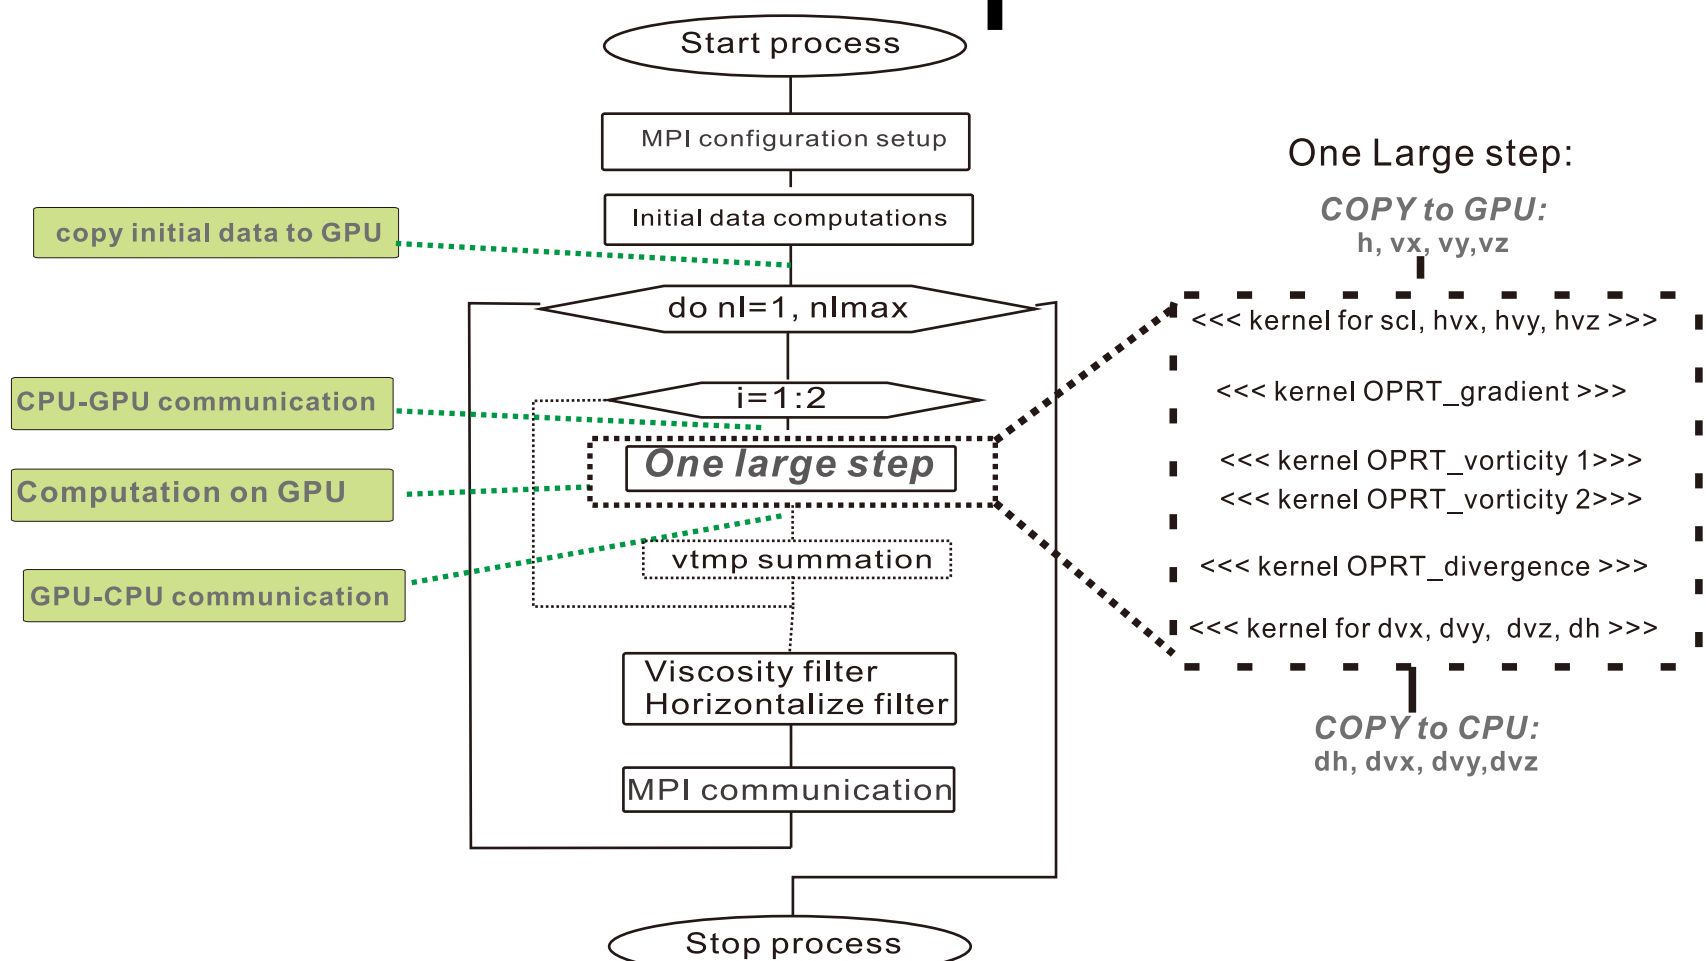 Start process
MPI configuration setup
Initial data computations
copy initial data to GPU
do nl=1, nlmax
CPU-GPU communication
i=1:2
One large step
Computation on GPU
vtmp summation
GPU-CPU communication
Viscosity filter
Horizontalize filter
MPI communication
Stop process
One Large step:
COPY to GPU:
h, vx, vy,vz
<<< kernel for scl, hvx, hvy, hvz >>>
<<< kernel OPRT_gradient >>>
<<< kernel OPRT_vorticity 1>>>
<<< kernel OPRT_vorticity 2>>>
<<< kernel OPRT_divergence >>>
<<< kernel for dvx, dvy, dvz, dh >>>
COPY to CPU:
dh, dvx, dvy,dvz